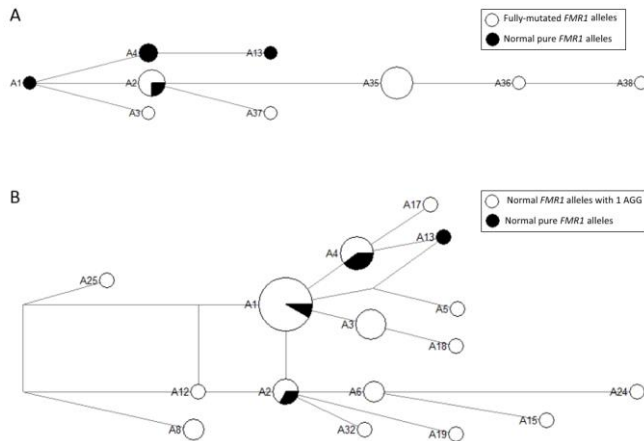 A
Fully-mutated FMR1 alleles
Normal pure FMR1 alleles
A4
A13
A1
A2
A35
A36
A38
A3
A37
B
Normal FMR1 alleles with 1 AGG
Normal pure FMR1 alleles
A17
A4
A13
A25
A1
A5
A3
A18
A12
A2
A6
A24
A8
A32
A19
A15